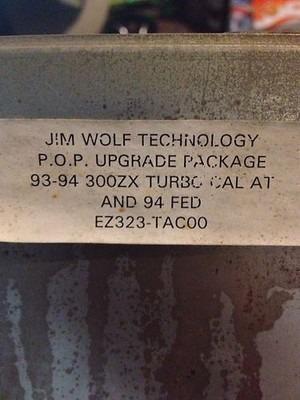 JIM WOLF TECHNOLOGY
P.O.P. UPGRADE PACKAGE
93-94 300ZX TURBO CAL AT
AND 94 FED
EZ323-TAC00